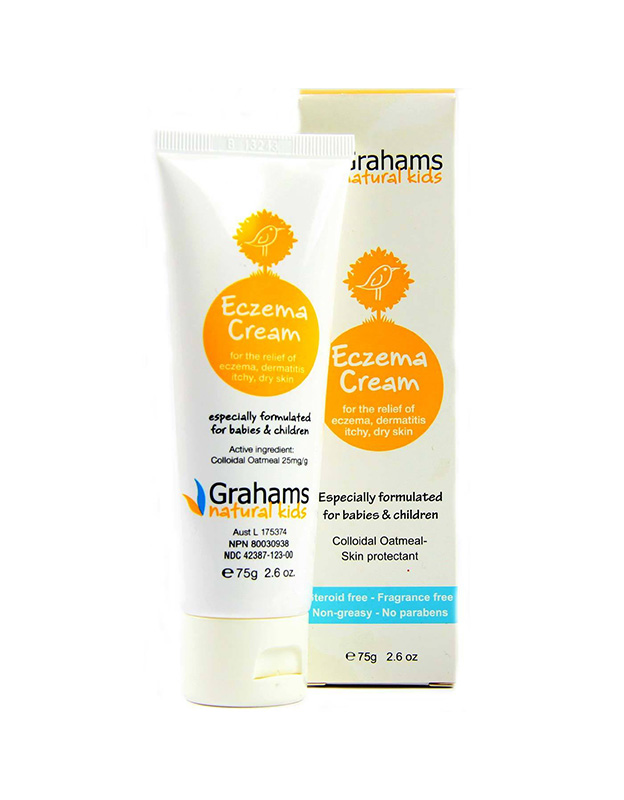 B 13213
Eczema
Cream
for the relief of
eczema, dermatitis
itchy, dry skin
especially formulated
for babies & children
Active ingredient:
Colloidal Oatmeal 25mg/g
Grahams
natural kids
Aust L 175374
NPN 80030938
NDC 42387-123-00
℮75g 2.6 oz.
Grahams
natural kids
Eczema
Cream
for the relief of
eczema, dermatitis
itchy, dry skin
Especially formulated
for babies & children
Colloidal Oatmeal-
Skin protectant
Steroid free - Fragrance free
Non-greasy - No parabens
℮75g 2.6 oz